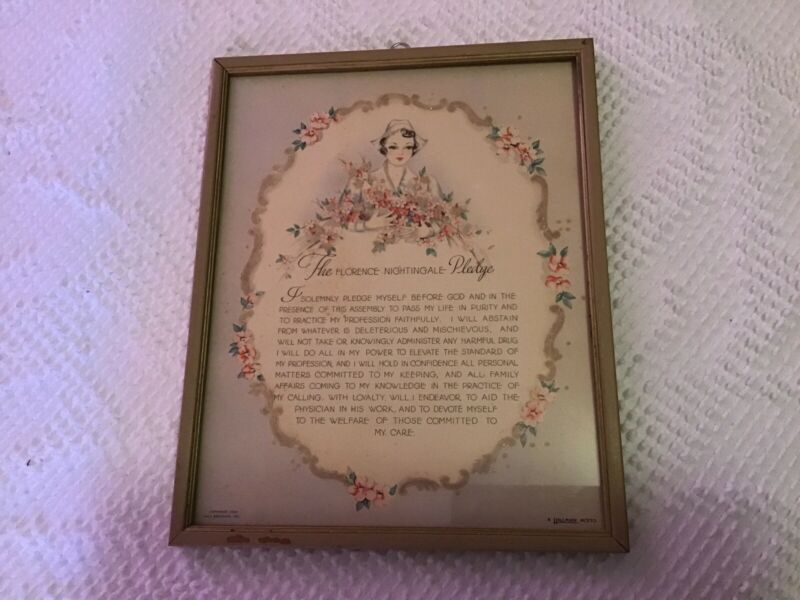 The FLORENCE NIGHTINGALE Pledge
I SOLEMNLY PLEDGE MYSELF BEFORE GOD AND IN THE
PRESENCE OF THIS ASSEMBLY TO PASS MY LIFE IN PURITY AND
TO PRACTICE MY PROFESSION FAITHFULLY. I WILL ABSTAIN
FROM WHATEVER IS DELETERIOUS AND MISCHIEVOUS, AND
WILL NOT TAKE OR KNOWINGLY ADMINISTER ANY HARMFUL DRUG.
I WILL DO ALL IN MY POWER TO ELEVATE THE STANDARD OF
MY PROFESSION, AND I WILL HOLD IN CONFIDENCE ALL PERSONAL
MATTERS COMMITTED TO MY KEEPING, AND ALL FAMILY
AFFAIRS COMING TO MY KNOWLEDGE IN THE PRACTICE OF
MY CALLING. WITH LOYALTY WILL I ENDEAVOR TO AID THE
PHYSICIAN IN HIS WORK, AND TO DEVOTE MYSELF
TO THE WELFARE OF THOSE COMMITTED TO
MY CARE.
A HALLMARK MOTTO